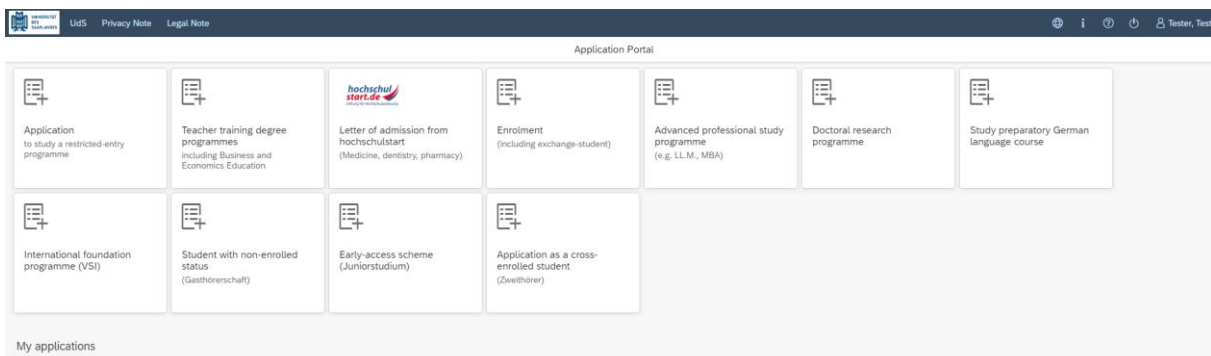 UNIVERSITÄT
DES
SAARLANDES
UdS Privacy Note Legal Note
Tester, Test
Application Portal
Application
to study a restricted-entry
programme
Teacher training degree
programmes
including Business and
Economics Education
hochschul
start.de
Letter of admission from
hochschulstart
(Medicine, dentistry, pharmacy)
Enrolment
(including exchange-student)
Advanced professional study
programme
(e.g. LL.M., MBA)
Doctoral research
programme
Study preparatory German
language course
International foundation
programme (VSI)
Student with non-enrolled
status
(Gasthörerschaft)
Early-access scheme
(Juniorstudium)
Application as a cross-
enrolled student
(Zweithörer)
My applications